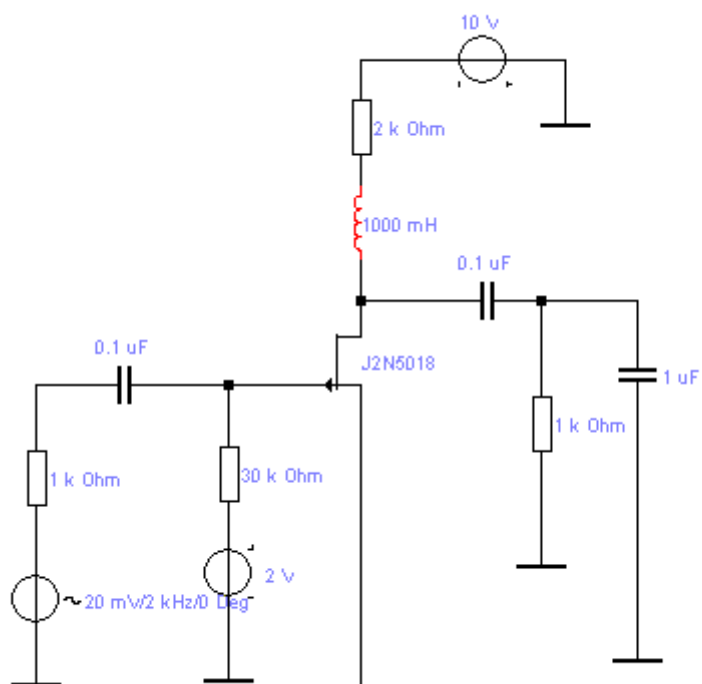 10 V
2 k Ohm
1000 mH
0.1 uF
0.1 uF
J2N5018
1 uF
1 k Ohm
1 k Ohm
30 k Ohm
2 V
20 mV/2 kHz/0 Deg